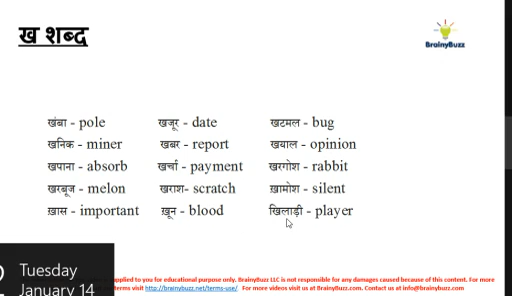 ख शब्द
BrainyBuzz
खंबा - pole खजूर - date खटमल - bug
खनिक - miner खबर - report खयाल - opinion
खपाना - absorb खर्चा - payment खरगोश - rabbit
खरबूज - melon खराश- scratch ख़ामोश - silent
ख़ास - important ख़ून - blood खिलाड़ी - player
Tuesday
January 14
supplied to you for educational purpose only. BrainyBuzz LLC is not responsible for any damages caused because of this content. For more
terms visit http://brainybuzz.net/terms-use/ For more videos visit us at BrainyBuzz.com. Contact us at info@brainybuzz.com